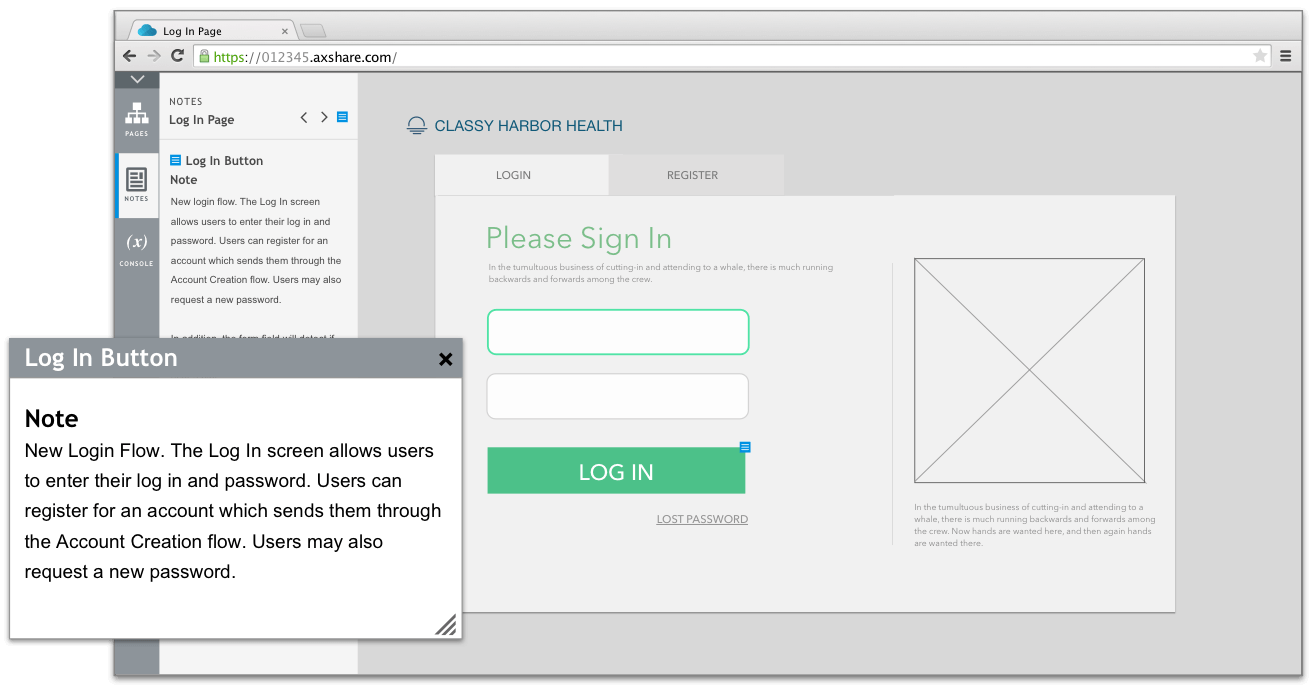 Log In Page
https://012345.axshare.com/
PAGES
NOTES
(x)
CONSOLE
NOTES
Log In Page
Log In Button
Note
New login flow. The Log In screen
allows users to enter their log in and
password. Users can register for an
account which sends them through the
Account Creation flow. Users may also
request a new password.
In addition, the form field will detect if
Log In Button
Note
New Login Flow. The Log In screen allows users
to enter their log in and password. Users can
register for an account which sends them through
the Account Creation flow. Users may also
request a new password.
CLASSY HARBOR HEALTH
LOGIN
REGISTER
Please Sign In
In the tumultuous business of cutting-in and attending to a whale, there is much running
backwards and forwards among the crew.
LOG IN
LOST PASSWORD
In the tumultuous business of cutting-in and attending to a
whale, there is much running backwards and forwards among
the crew. Now hands are wanted here, and then again hands
are wanted there.